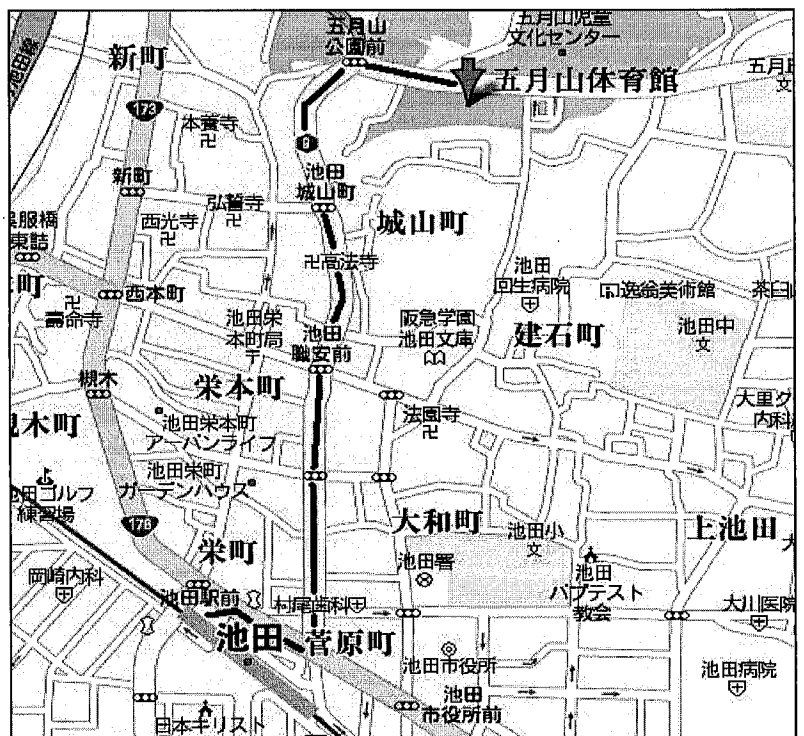 五月山
公園前
五月山児童
文化センター
五月山体育館
新町
池田線
173
本養寺
池田
城山町
新町
弘誓寺
西光寺
城山町
呉服橋
東詰
高法寺
池田
回生病院
逸翁美術館
茶臼山
西本町
壽命寺
池田栄
本町局
池田
職安前
阪急学園
池田文庫
建石町
池田中
槻木
栄本町
法園寺
大里ク
内科
槻木町
池田栄本町
アーバンライフ
池田栄町
ガーデンハウス
池田ゴルフ
練習場
176
大和町
池田小
上池田
栄町
池田署
池田
バプテスト
教会
岡崎内科
池田駅前
村尾歯科
大川医院
池田
菅原町
池田市役所
池田病院
池田
市役所前
日本キリスト